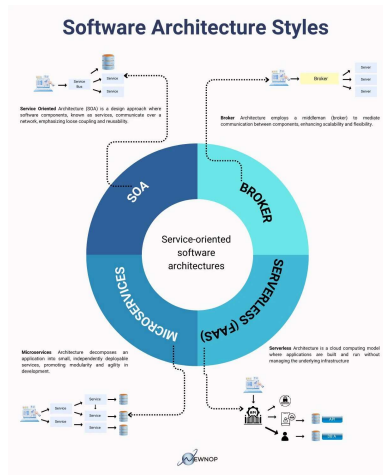 Software Architecture Styles
Service
Bus
Service
Service
Service Oriented Architecture (SOA) is a design approach where
software components, known as services, communicate over a
network, emphasizing loose coupling and reusability.
Broker
Server
Server
Server
Broker Architecture employs a middleman (broker) to mediate
communication between components, enhancing scalability and flexibility.
SOA
BROKER
Service-oriented
software
architectures
MICROSERVICES
SERVERLESS (FAAS)
Microservices Architecture decomposes an
application into small, independently deployable
services, promoting modularity and agility in
development.
Serverless Architecture is a cloud computing model
where applications are built and run without
managing the underlying infrastructure
Service
Service
Service
Service
Service
API
NEWNOP